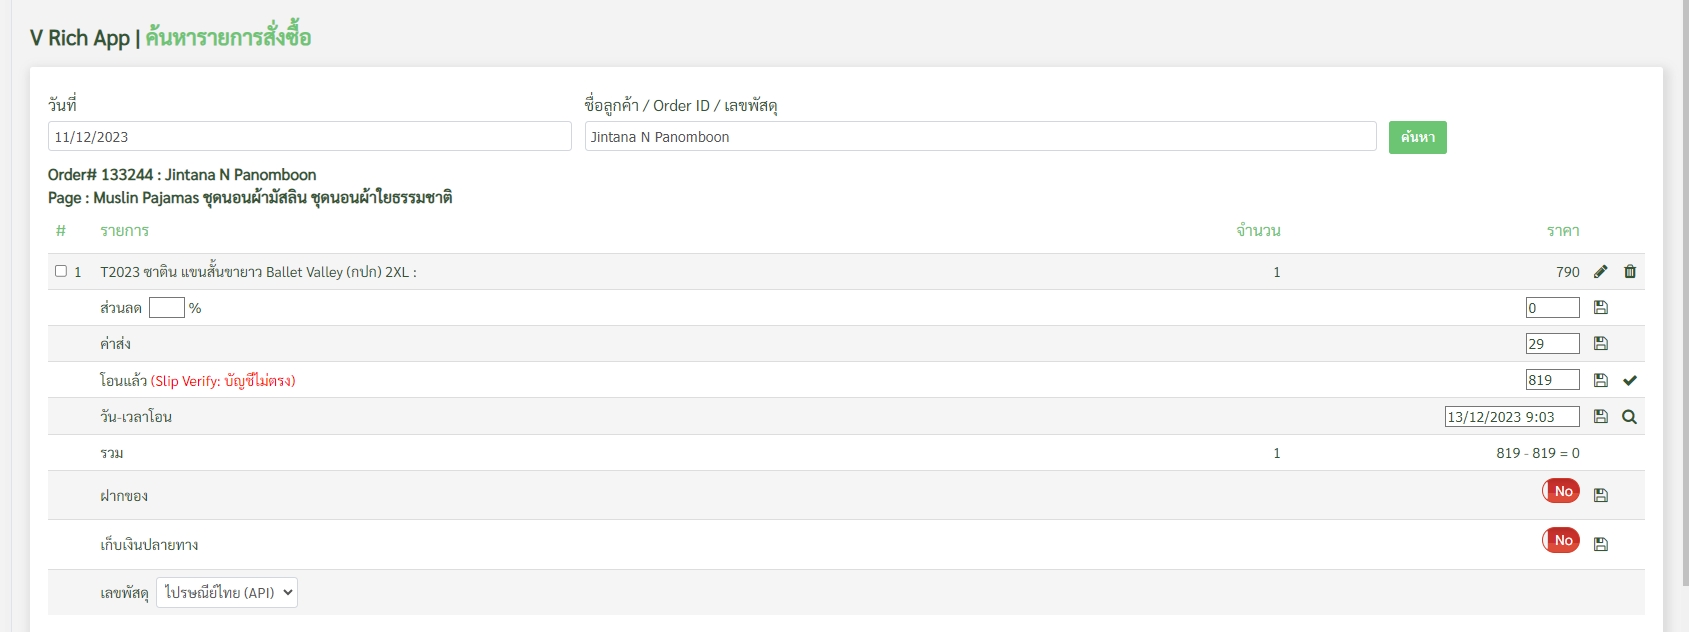 V Rich App | ค้นหารายการสั่งซื้อ
วันที่ ชื่อลูกค้า / Order ID / เลขพัสดุ
11/12/2023 Jintana N Panomboon ค้นหา
Order# 133244 : Jintana N Panomboon
Page : Muslin Pajamas ชุดนอนผ้ามัสลิน ชุดนอนผ้าใยธรรมชาติ
# รายการ จำนวน ราคา
1 T2023 ซาติน แขนสั้นขายาว Ballet Valley (กปก) 2XL : 1 790
ส่วนลด % 0
ค่าส่ง 29
โอนแล้ว (Slip Verify: บัญชีไม่ตรง) 819
วัน-เวลาโอน 13/12/2023 9:03
รวม 1 819 - 819 = 0
ฝากของ No
เก็บเงินปลายทาง No
เลขพัสดุ ไปรษณีย์ไทย (API)